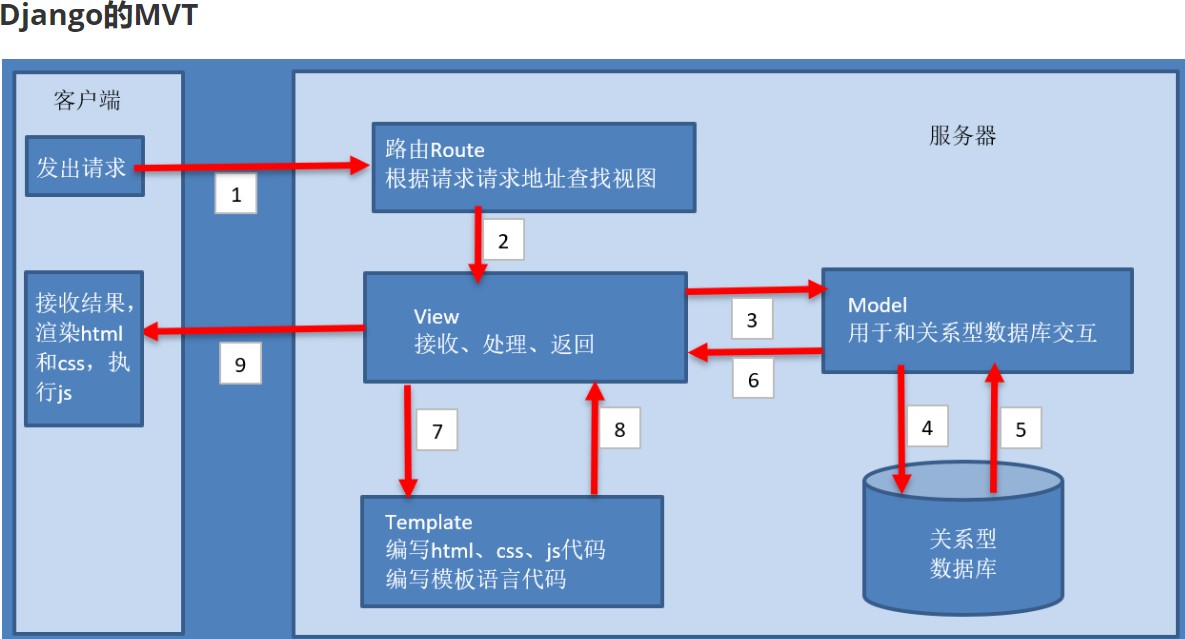 Django的MVT
客户端
服务器
发出请求
1
路由Route
根据请求请求地址查找视图
2
接收结果，
渲染html
和css，执
行js
9
View
接收、处理、返回
3
6
Model
用于和关系型数据库交互
7
8
4
5
Template
编写html、css、js代码
编写模板语言代码
关系型
数据库